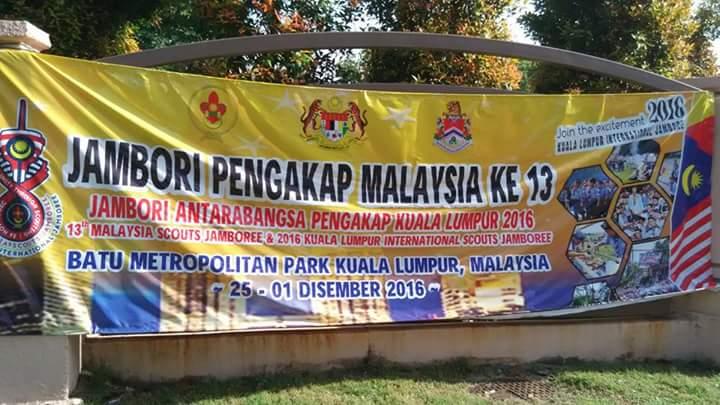 JAMBORI PENGAKAP MALAYSIA KE 13
JAMBORI ANTARABANGSA PENGAKAP KUALA LUMPUR 2016
13th MALAYSIA SCOUTS JAMBOREE & 2016 KUALA LUMPUR INTERNATIONAL SCOUTS JAMBOREE
BATU METROPOLITAN PARK KUALA LUMPUR, MALAYSIA
~ 25 - 01 DISEMBER 2016 ~
Join the excitement 2018
KUALA LUMPUR INTERNATIONAL JAMBOREE